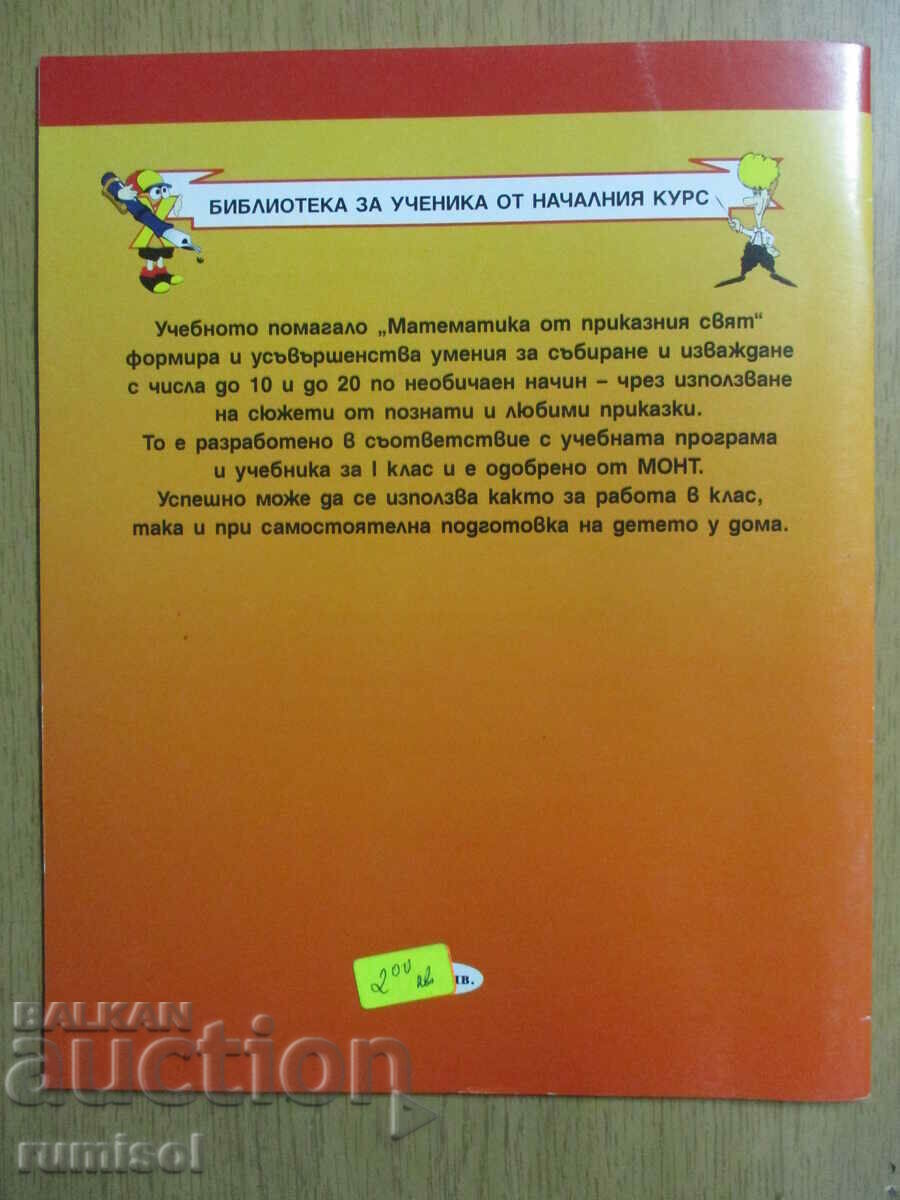 БИБЛИОТЕКА ЗА УЧЕНИКА ОТ НАЧАЛНИЯ КУРС
Учебното помагало „Математика от приказния свят“
формира и усъвършенства умения за събиране и изваждане
с числа до 10 и до 20 по необичаен начин – чрез използване
на сюжети от познати и любими приказки.
То е разработено в съответствие с учебната програма
и учебника за I клас и е одобрено от МОНТ.
Успешно може да се използва както за работа в клас,
така и при самостоятелна подготовка на детето у дома.
2 00 лв.
лв.
BALKAN
auction
rumisol